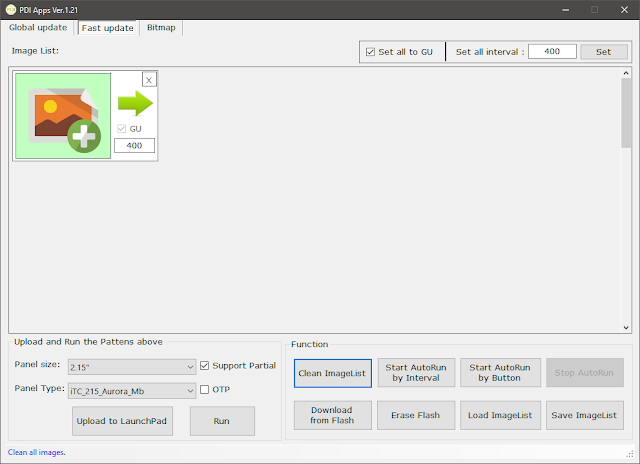 PDI Apps Ver.1.21
Global update
Fast update
Bitmap
Image List:
Set all to GU
Set all interval :
400
Set
X
GU
400
Upload and Run the Pattens above
Panel size:
2.15"
Support Partial
Panel Type:
iTC_215_Aurora_Mb
OTP
Upload to LaunchPad
Run
Function
Clean ImageList
Start AutoRun
by Interval
Start AutoRun
by Button
Stop AutoRun
Download
from Flash
Erase Flash
Load ImageList
Save ImageList
Clean all images.